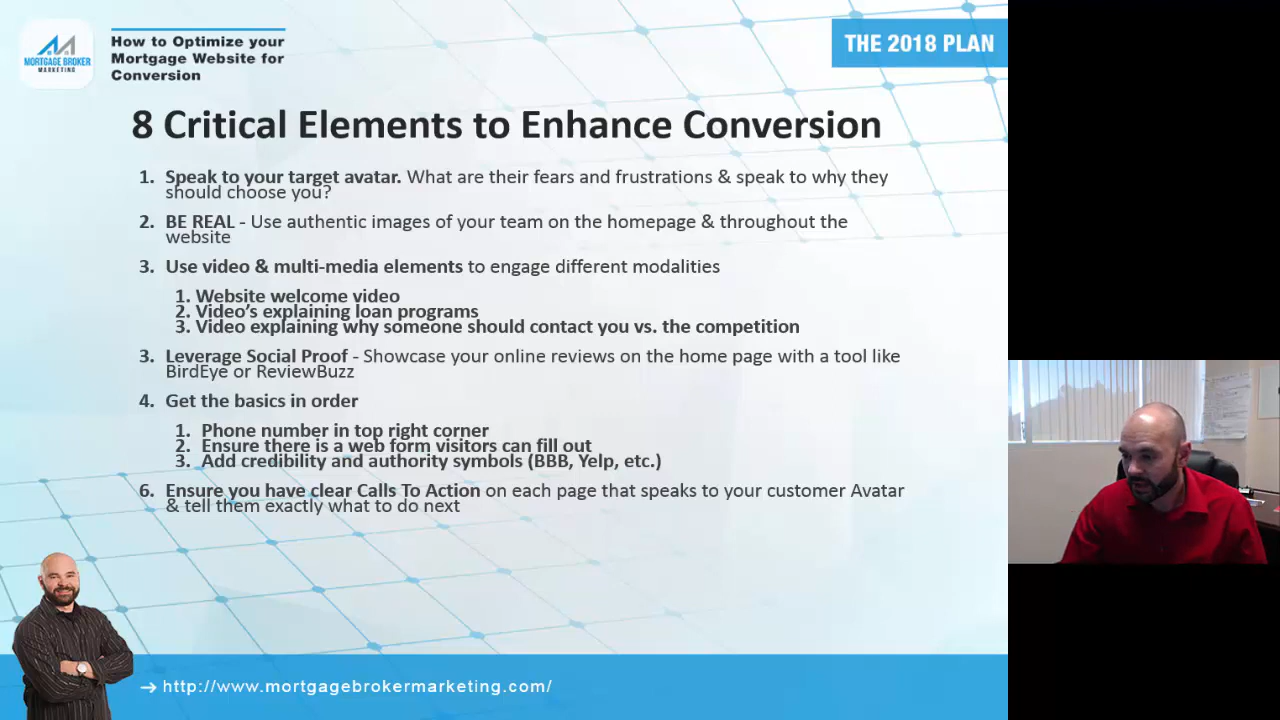 MORTGAGE BROKER
MARKETING
How to Optimize your
Mortgage Website for
Conversion
THE 2018 PLAN
8 Critical Elements to Enhance Conversion
1. Speak to your target avatar. What are their fears and frustrations & speak to why they
should choose you?
2. BE REAL - Use authentic images of your team on the homepage & throughout the
website
3. Use video & multi-media elements to engage different modalities
1. Website welcome video
2. Video's explaining loan programs
3. Video explaining why someone should contact you vs. the competition
3. Leverage Social Proof - Showcase your online reviews on the home page with a tool like
BirdEye or ReviewBuzz
4. Get the basics in order
1. Phone number in top right corner
2. Ensure there is a web form visitors can fill out
3. Add credibility and authority symbols (BBB, Yelp, etc.)
6. Ensure you have clear Calls To Action on each page that speaks to your customer Avatar
& tell them exactly what to do next
http://www.mortgagebrokermarketing.com/